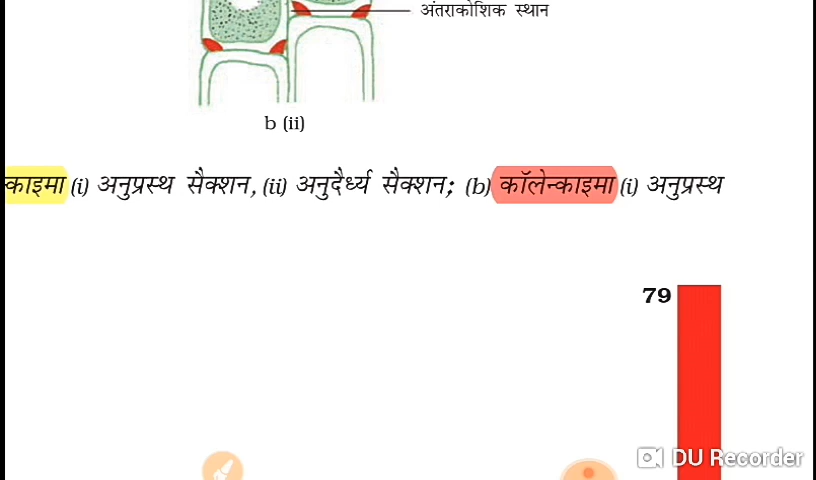 अंतराकोशिक स्थान
b (ii)
काइमा (i) अनुप्रस्थ सैक्शन, (ii) अनुदैर्ध्य सैक्शन; (b) कॉलेन्काइमा (i) अनुप्रस्थ
79
DU Recorder